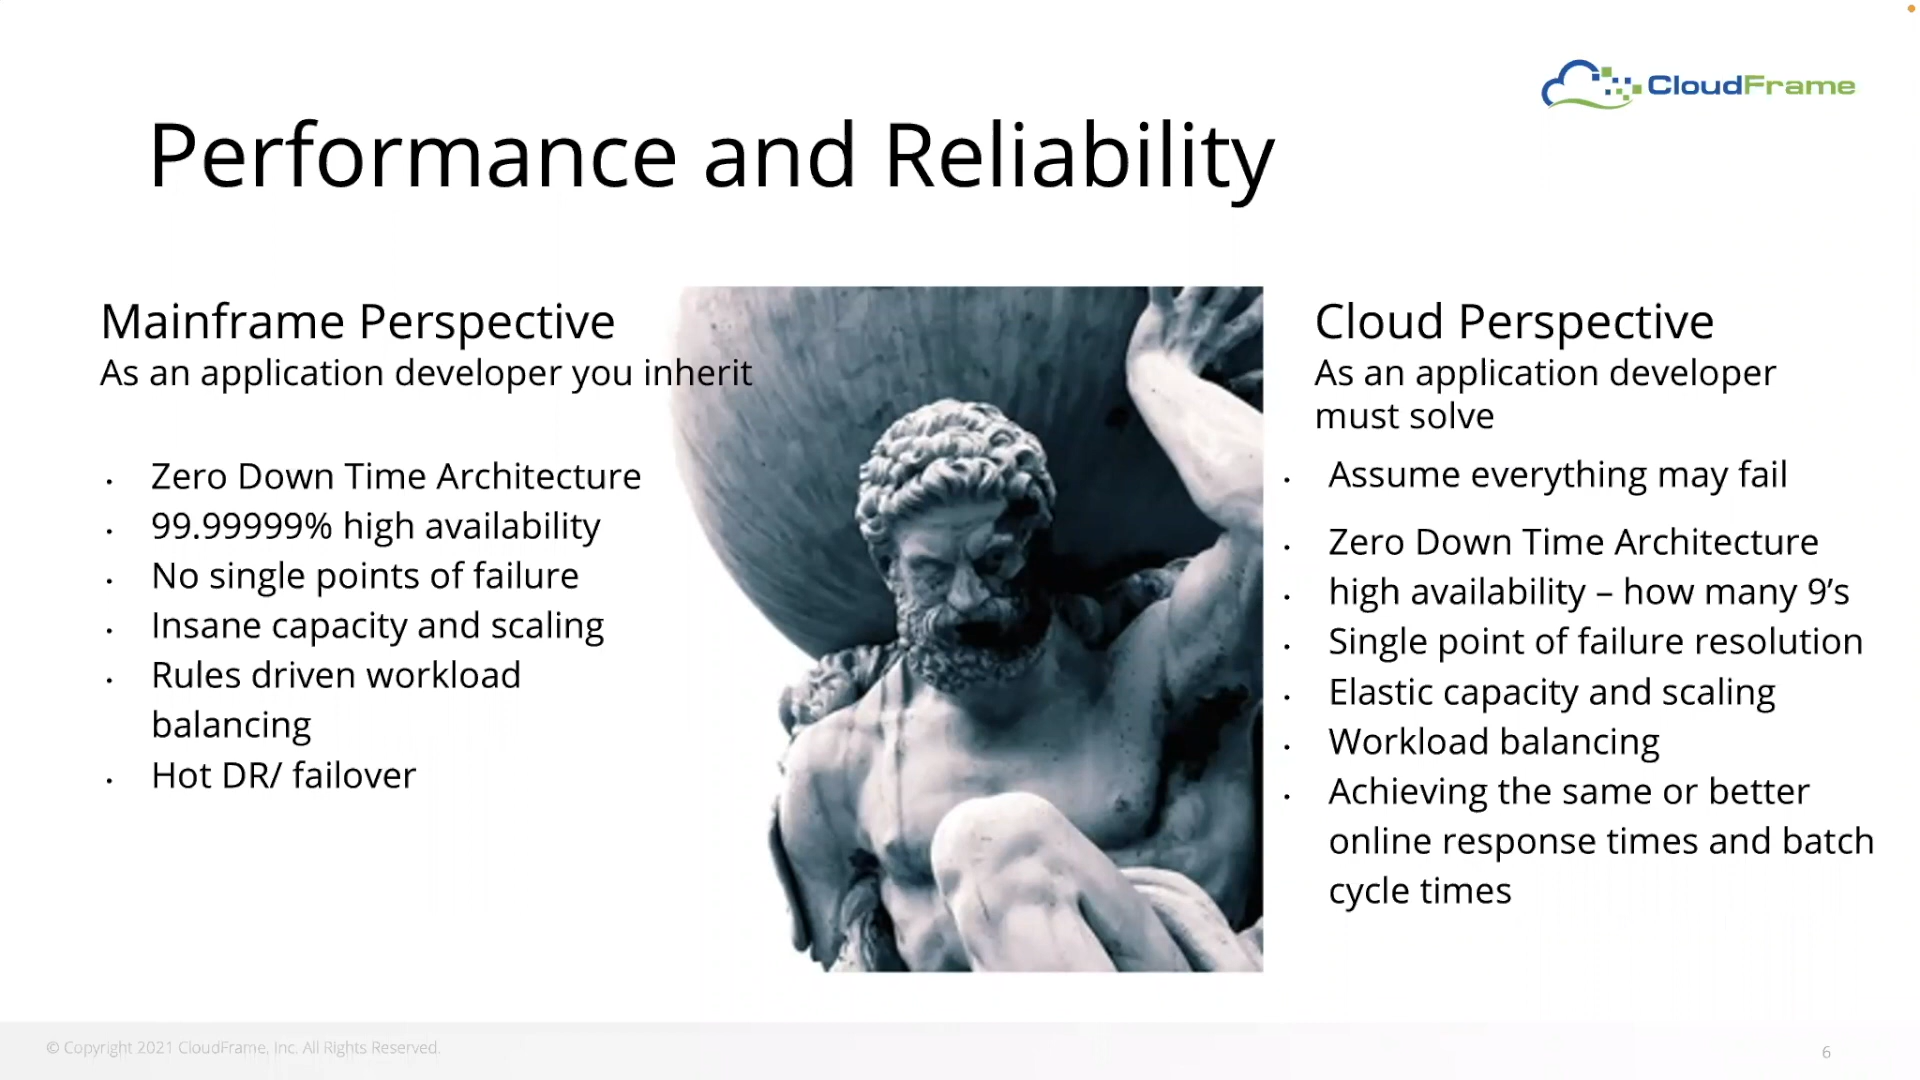 CloudFrame
Performance and Reliability
Mainframe Perspective
As an application developer you inherit
· Zero Down Time Architecture
· 99.99999% high availability
· No single points of failure
· Insane capacity and scaling
· Rules driven workload
balancing
· Hot DR/ failover
Cloud Perspective
As an application developer
must solve
· Assume everything may fail
· Zero Down Time Architecture
· high availability – how many 9’s
· Single point of failure resolution
· Elastic capacity and scaling
· Workload balancing
· Achieving the same or better
online response times and batch
cycle times
© Copyright 2021 CloudFrame, Inc. All Rights Reserved.
6